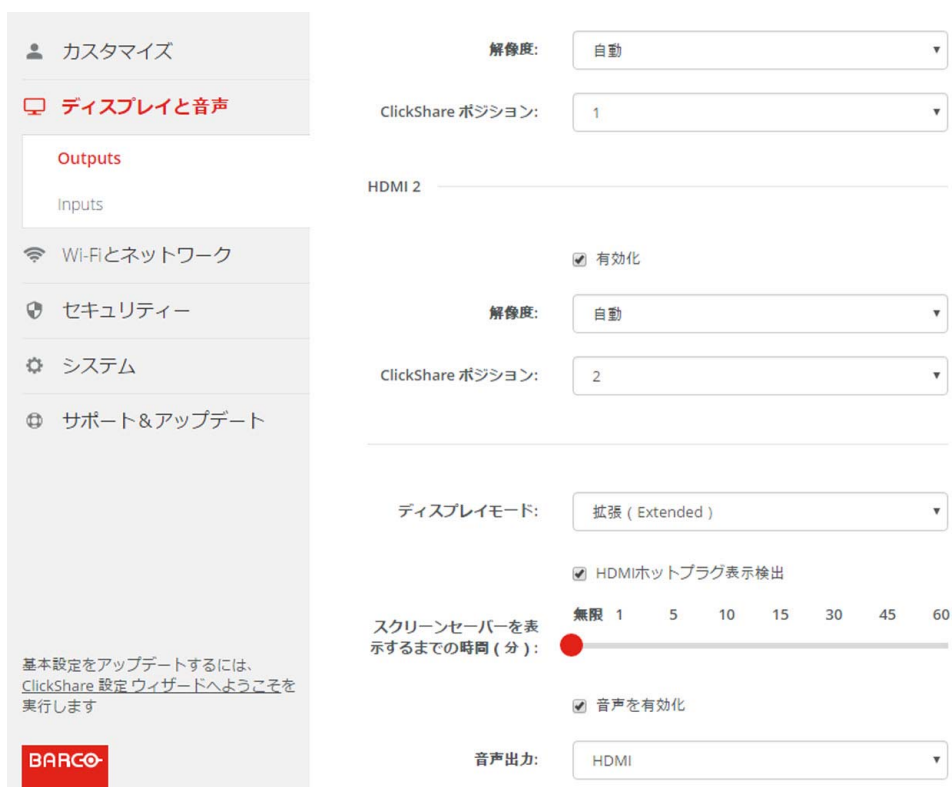 カスタマイズ
ディスプレイと音声
Outputs
Inputs
Wi-Fiとネットワーク
セキュリティー
システム
サポート＆アップデート
基本設定をアップデートするには、
ClickShare 設定 ウィザードへようこそを
実行します
BARCO
解像度:
自動
ClickShare ポジション:
1
HDMI 2
有効化
解像度:
自動
ClickShare ポジション:
2
ディスプレイモード:
拡張 ( Extended )
HDMIホットプラグ表示検出
スクリーンセーバーを表
示するまでの時間 ( 分 ) :
無限 1 5 10 15 30 45 60
音声を有効化
音声出力:
HDMI